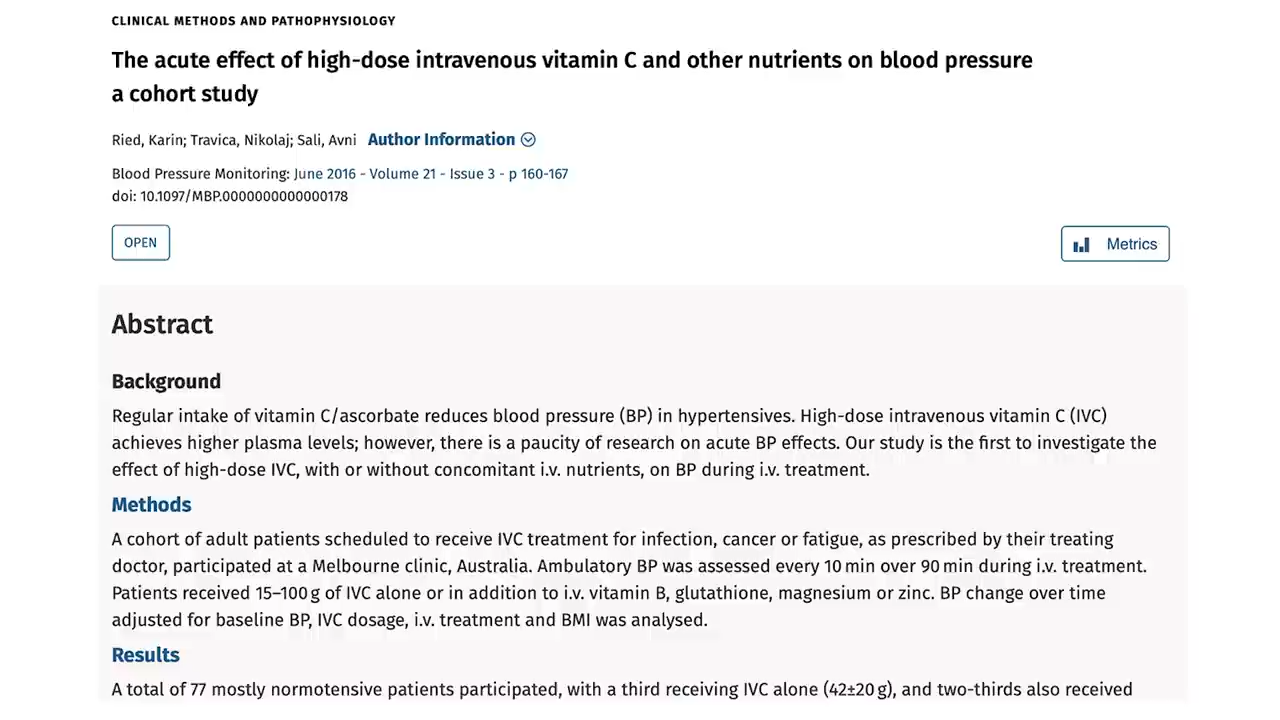 CLINICAL METHODS AND PATHOPHYSIOLOGY
The acute effect of high-dose intravenous vitamin C and other nutrients on blood pressure
a cohort study
Ried, Karin; Travica, Nikolaj; Sali, Avni Author Information
Blood Pressure Monitoring: June 2016 - Volume 21 - Issue 3 - p 160-167
doi: 10.1097/MBP.0000000000000178
OPEN
Metrics
Abstract
Background
Regular intake of vitamin C/ascorbate reduces blood pressure (BP) in hypertensives. High-dose intravenous vitamin C (IVC)
achieves higher plasma levels; however, there is a paucity of research on acute BP effects. Our study is the first to investigate the
effect of high-dose IVC, with or without concomitant i.v. nutrients, on BP during i.v. treatment.
Methods
A cohort of adult patients scheduled to receive IVC treatment for infection, cancer or fatigue, as prescribed by their treating
doctor, participated at a Melbourne clinic, Australia. Ambulatory BP was assessed every 10 min over 90 min during i.v. treatment.
Patients received 15–100 g of IVC alone or in addition to i.v. vitamin B, glutathione, magnesium or zinc. BP change over time
adjusted for baseline BP, IVC dosage, i.v. treatment and BMI was analysed.
Results
A total of 77 mostly normotensive patients participated, with a third receiving IVC alone (42±20 g), and two-thirds also received